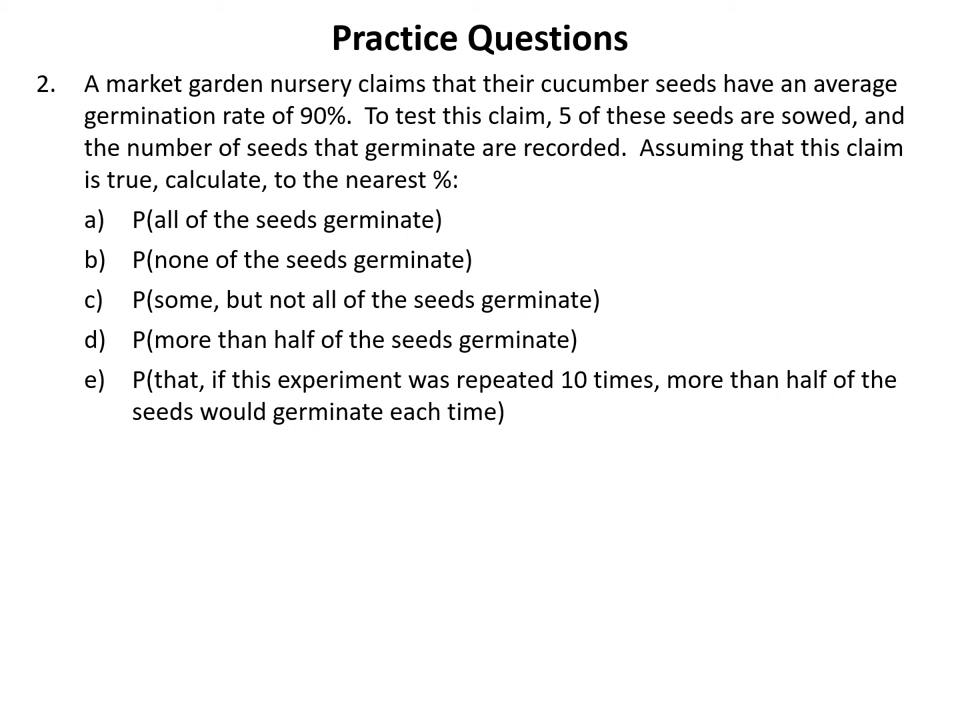 Practice Questions
2. A market garden nursery claims that their cucumber seeds have an average
germination rate of 90%.  To test this claim, 5 of these seeds are sowed, and
the number of seeds that germinate are recorded.  Assuming that this claim
is true, calculate, to the nearest %:
a) P(all of the seeds germinate)
b) P(none of the seeds germinate)
c) P(some, but not all of the seeds germinate)
d) P(more than half of the seeds germinate)
e) P(that, if this experiment was repeated 10 times, more than half of the
seeds would germinate each time)